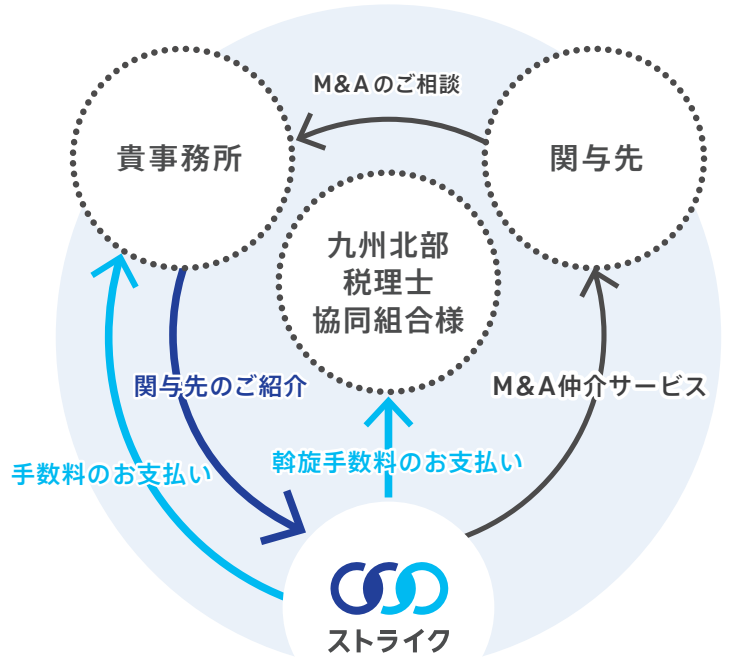 M&Aのご相談
貴事務所
関与先
九州北部
税理士
協同組合様
関与先のご紹介
M&A仲介サービス
手数料のお支払い
斡旋手数料のお支払い
ストライク